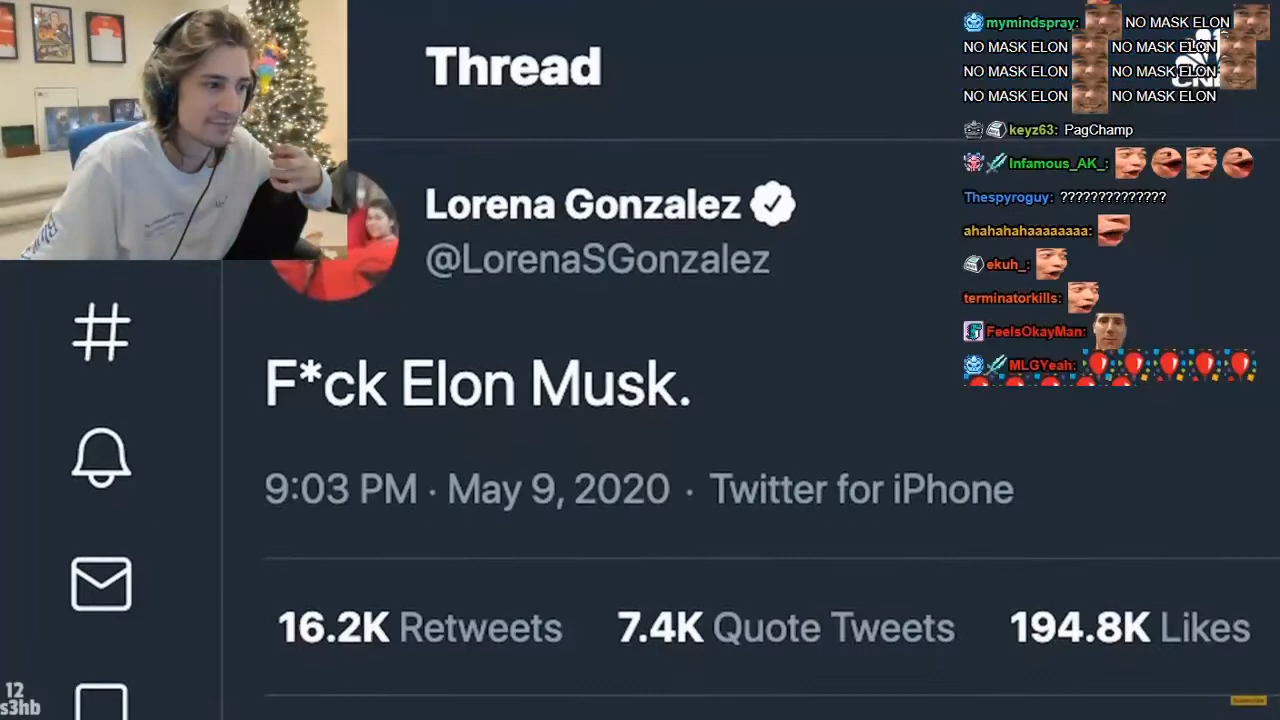 Thread
Lorena Gonzalez
@LorenaSGonzalez
F*ck Elon Musk.
9:03 PM · May 9, 2020 · Twitter for iPhone
16.2K Retweets 7.4K Quote Tweets 194.8K Likes
mymindspray: NO MASK ELON
NO MASK ELON NO MASK ELON
NO MASK ELON NO MASK ELON
NO MASK ELON NO MASK ELON
keyz63: PagChamp
Infamous_AK_:
Thespyroguy: ??????????????
ahahahahaaaaaaaa:
ekuh_:
terminatorkills:
FeelsOkayMan:
MLGYeah:
12
s3hb